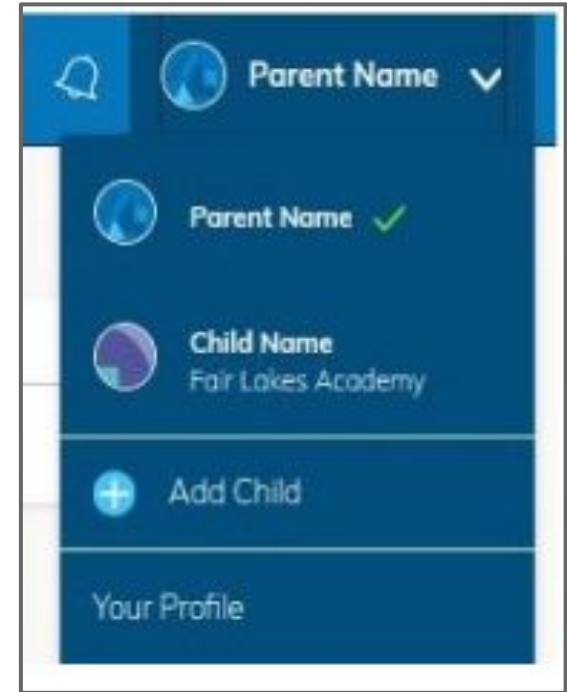 Parent Name
Parent Name
Child Name
Fair Lakes Academy
Add Child
Your Profile